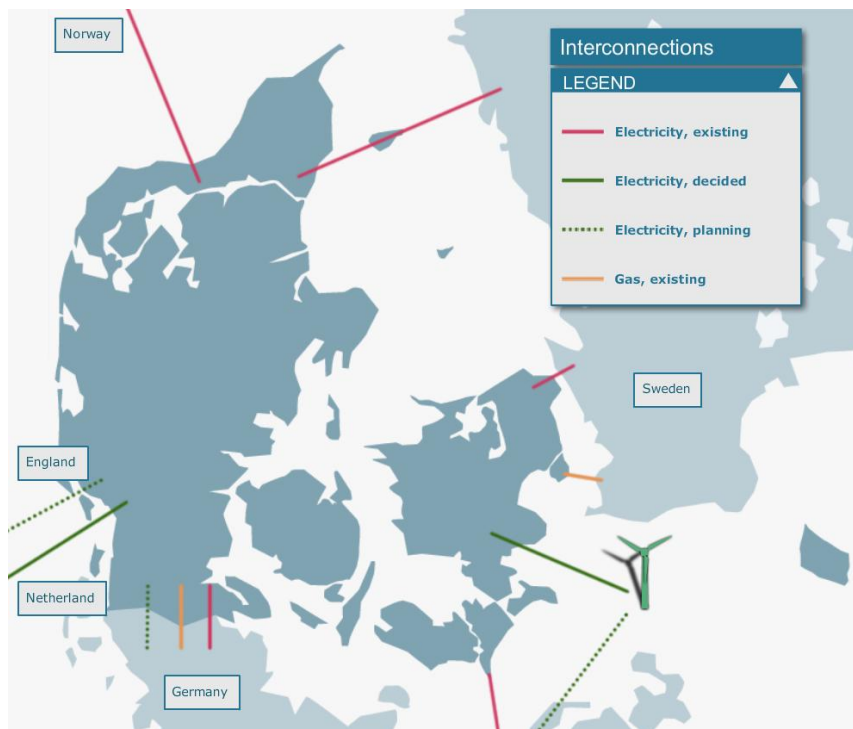 Norway
Interconnections
LEGEND
Electricity, existing
Electricity, decided
Electricity, planning
Gas, existing
Sweden
England
Netherland
Germany